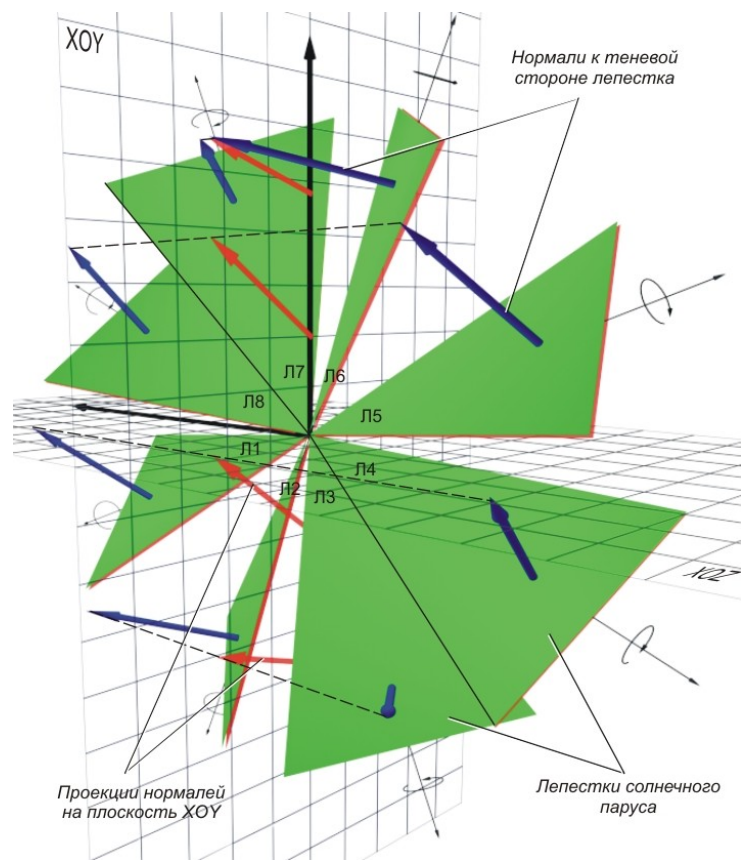 XOY
Нормали к теневой
стороне лепестка
Л7
Л6
Л8
Л5
Л1
Л4
Л2
Л3
XOZ
Проекции нормалей
на плоскость XOY
Лепестки солнечного
паруса